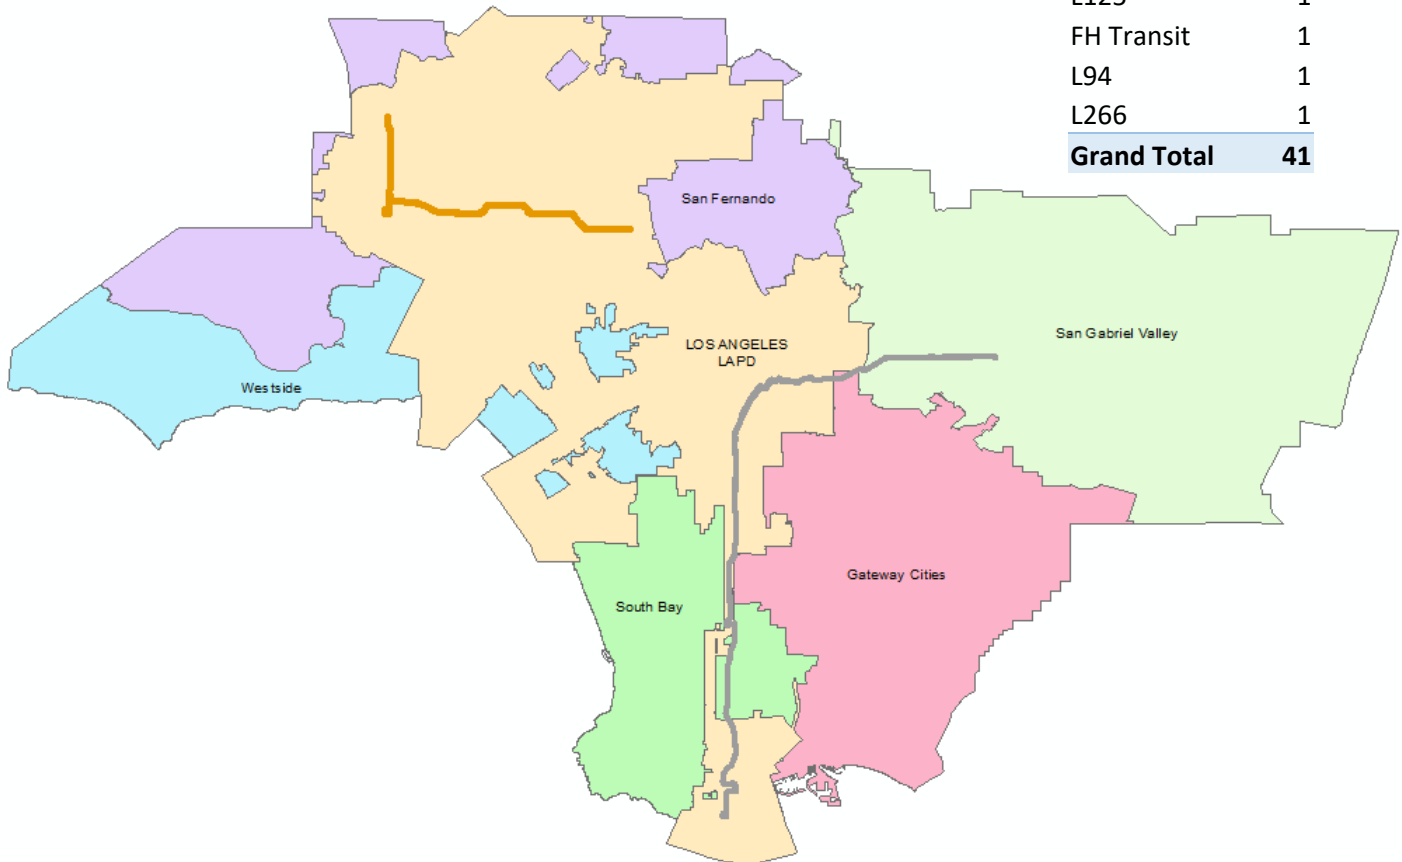 FH Transit 1
L94 1
L266 1
Grand Total 41
San Fernando
San Gabriel Valley
LOS ANGELES
LAPD
Westside
Gateway Cities
South Bay